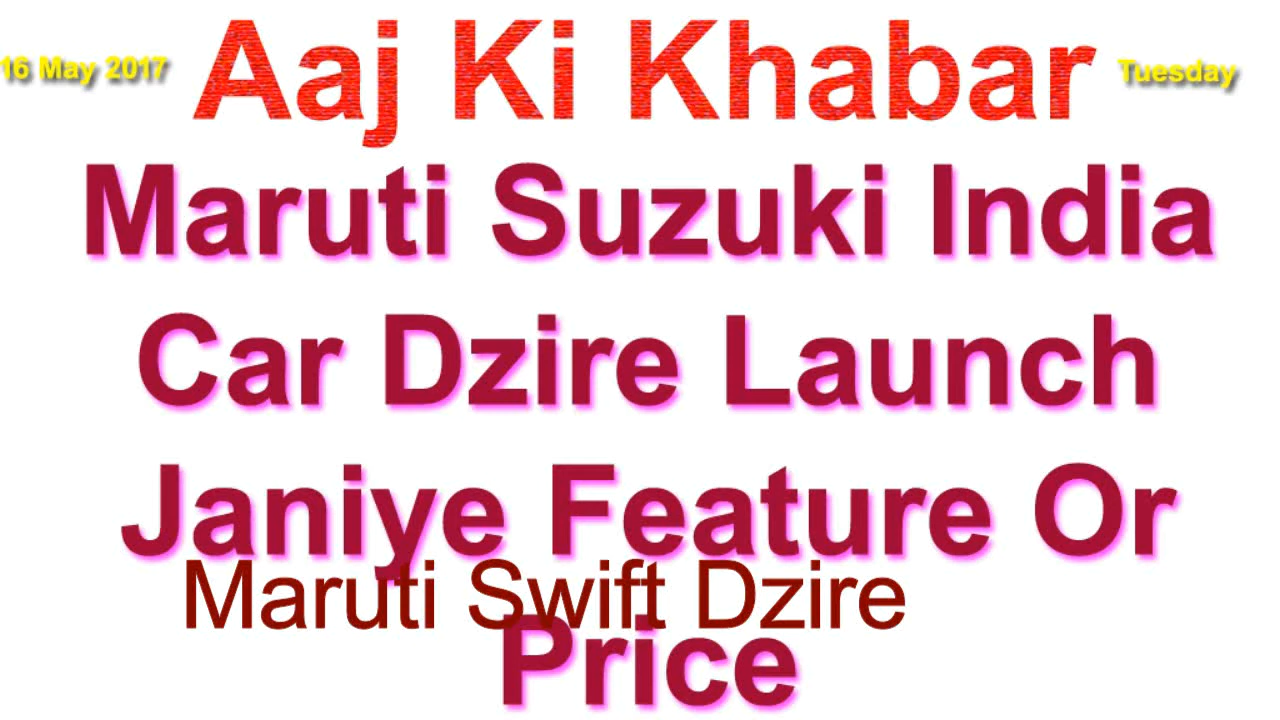 16 May 2017
Aaj Ki Khabar
Tuesday
Maruti Suzuki India
Car Dzire Launch
Janiye Feature Or
Maruti Swift Dzire
Price